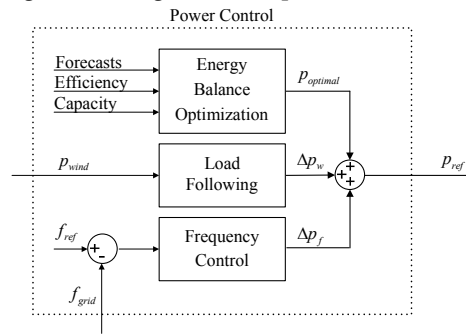 Power Control
Forecasts
Efficiency
Capacity
Energy
Balance
Optimization
p_optimal
p_wind
Load
Following
Δp_w
+
+
+
p_ref
f_ref
+
-
Frequency
Control
Δp_f
f_grid